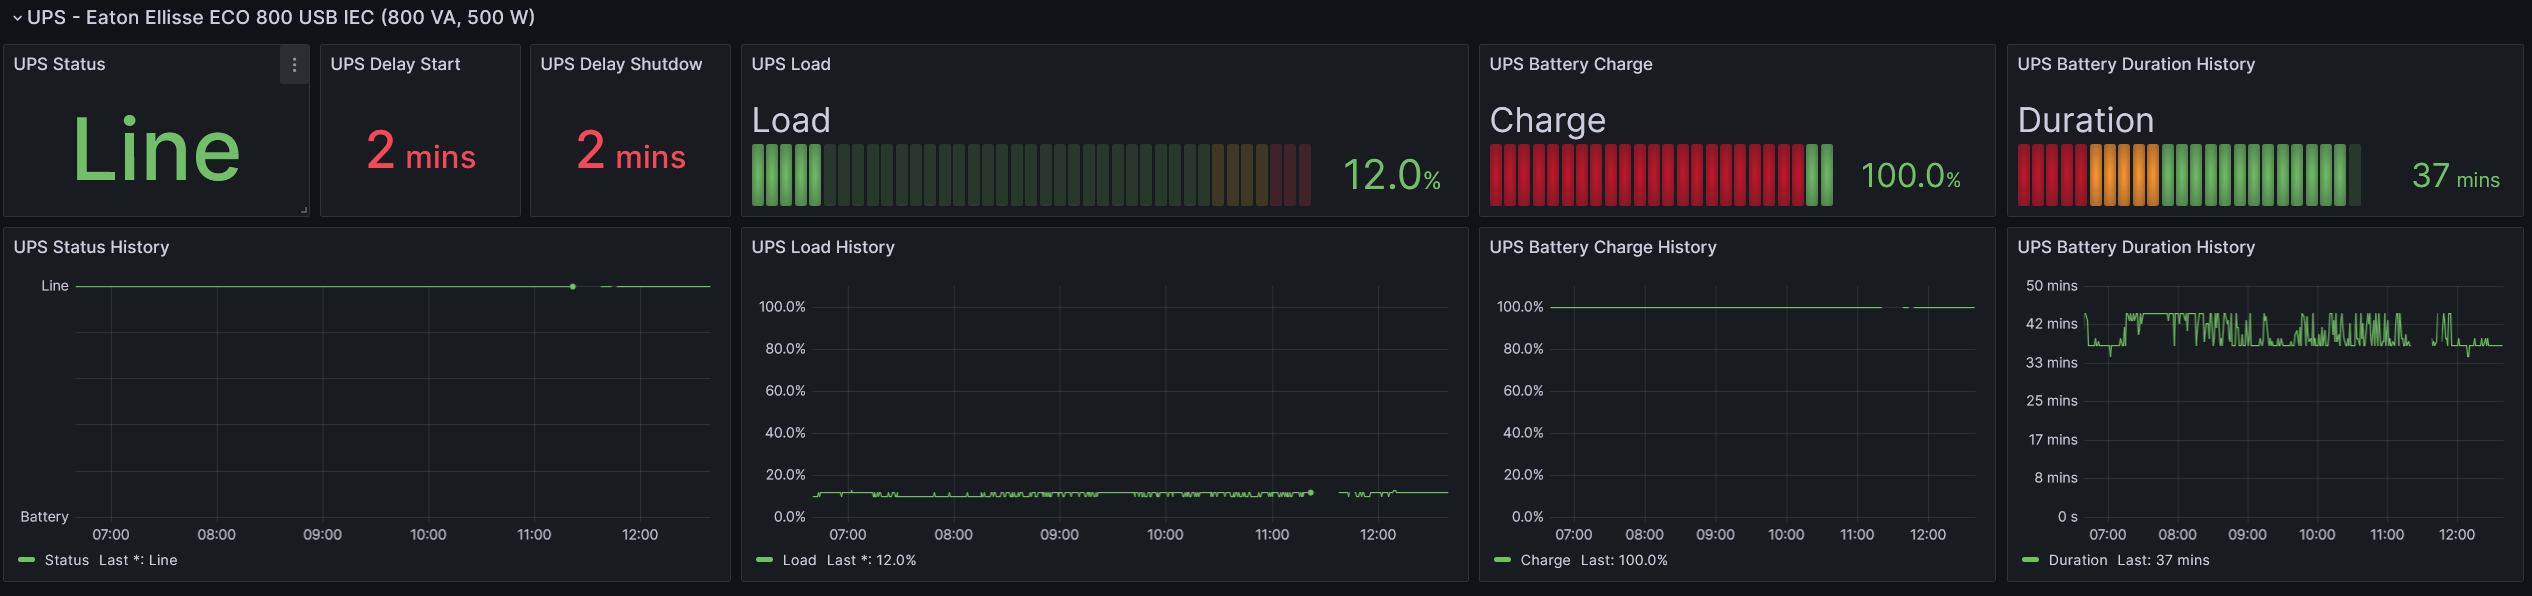 UPS - Eaton Ellisse ECO 800 USB IEC (800 VA, 500 W)
UPS Status
Line
UPS Delay Start
2 mins
UPS Delay Shutdow
2 mins
UPS Load
Load
12.0%
UPS Battery Charge
Charge
100.0%
UPS Battery Duration History
Duration
37 mins
UPS Status History
Line
Battery
07:00 08:00 09:00 10:00 11:00 12:00
Status Last *: Line
UPS Load History
100.0%
80.0%
60.0%
40.0%
20.0%
0.0%
07:00 08:00 09:00 10:00 11:00 12:00
Load Last *: 12.0%
UPS Battery Charge History
100.0%
80.0%
60.0%
40.0%
20.0%
0.0%
07:00 08:00 09:00 10:00 11:00 12:00
Charge Last: 100.0%
UPS Battery Duration History
50 mins
42 mins
33 mins
25 mins
17 mins
8 mins
0 s
07:00 08:00 09:00 10:00 11:00 12:00
Duration Last: 37 mins